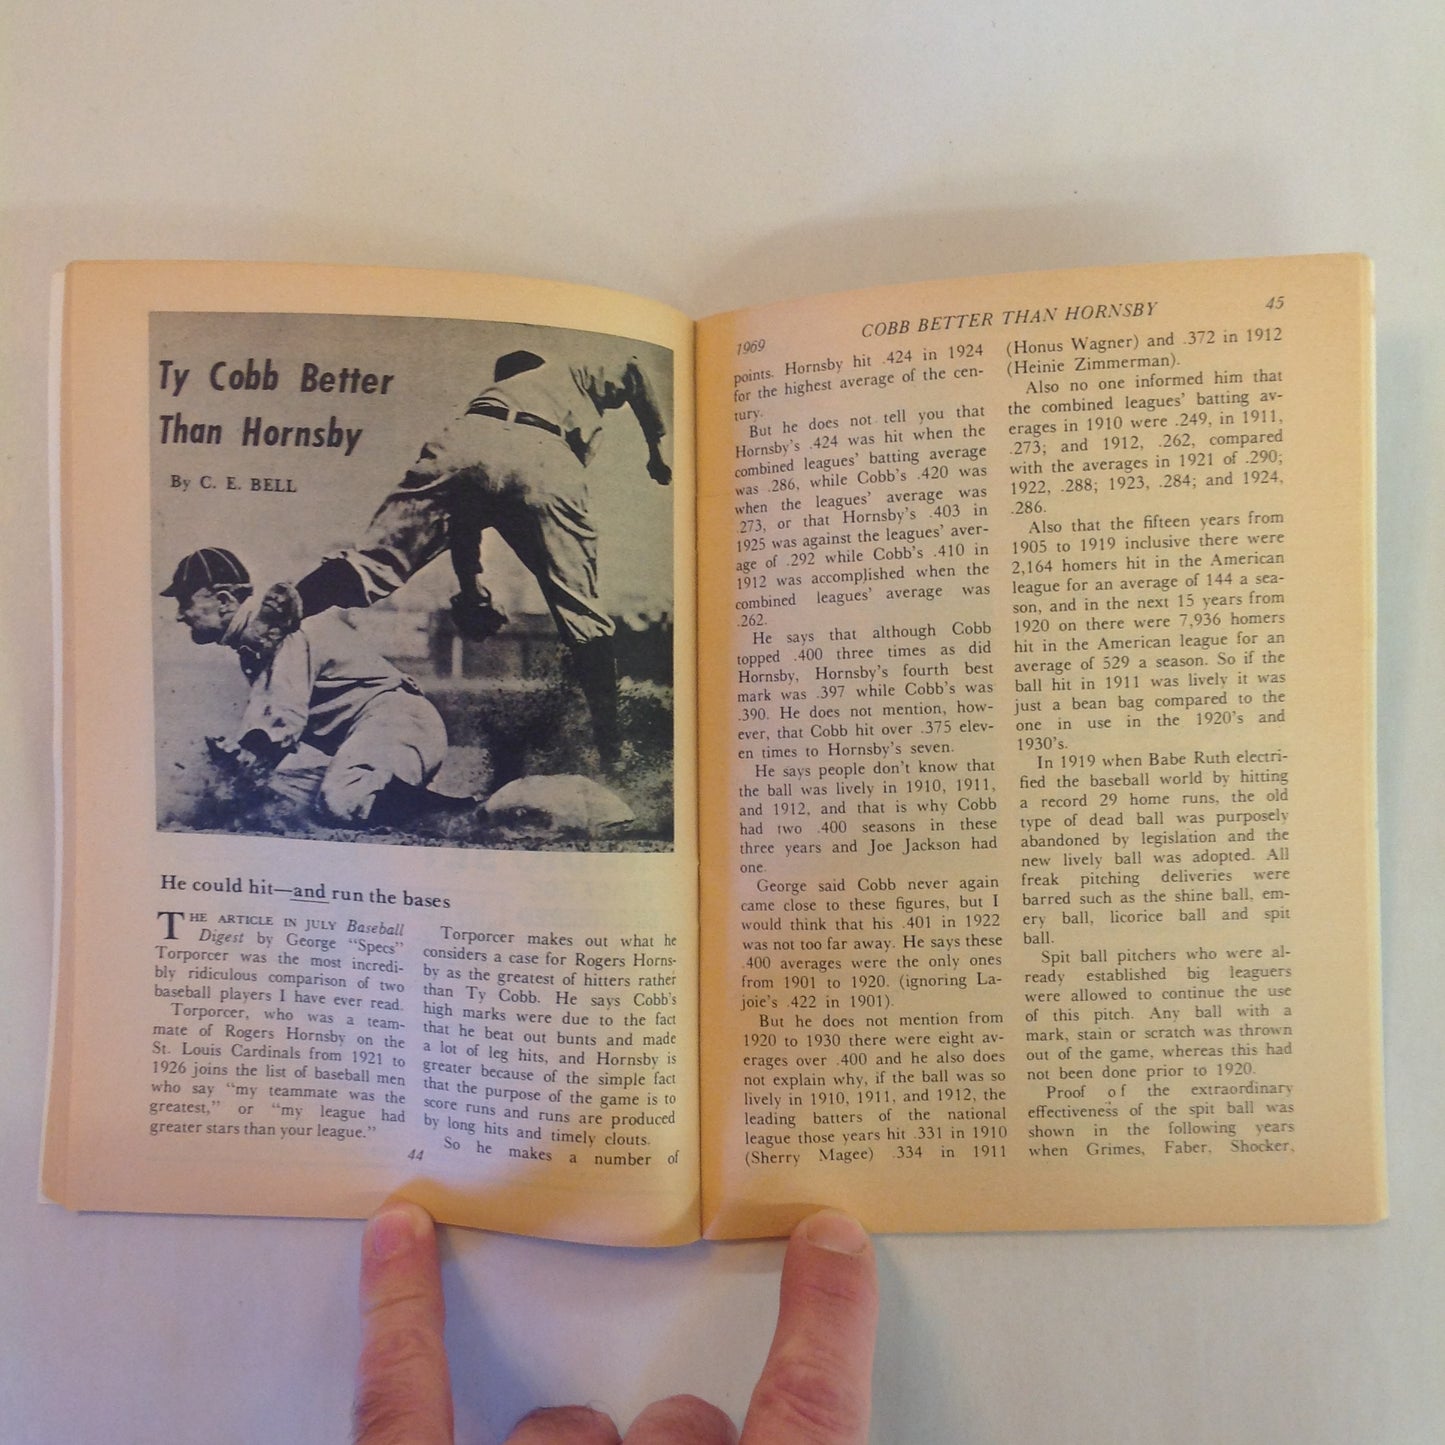 Ty Cobb Better
Than Hornsby
By C. E. BELL
He could hit—and run the bases
THE ARTICLE IN JULY Baseball
Digest by George "Specs"
Torporcer was the most incredi-
bly ridiculous comparison of two
baseball players I have ever read.
Torporcer, who was a team-
mate of Rogers Hornsby on the
St. Louis Cardinals from 1921 to
1926 joins the list of baseball men
who say "my teammate was the
greatest," or "my league had
greater stars than your league."
Torporcer makes out what he
considers a case for Rogers Horns-
by as the greatest of hitters rather
than Ty Cobb. He says Cobb's
high marks were due to the fact
that he beat out bunts and made
a lot of leg hits, and Hornsby is
greater because of the simple fact
that the purpose of the game is to
score runs and runs are produced
by long hits and timely clouts.
So he makes a number of
44
1969
COBB BETTER THAN HORNSBY
45
points. Hornsby hit .424 in 1924
for the highest average of the cen-
tury.
But he does not tell you that
Hornsby's .424 was hit when the
combined leagues' batting average
was .286, while Cobb's .420 was
when the leagues' average was
.273, or that Hornsby's .403 in
1925 was against the leagues' aver-
age of .292 while Cobb's .410 in
1912 was accomplished when the
combined leagues' average was
.262.
He says that although Cobb
topped .400 three times as did
Hornsby, Hornsby's fourth best
mark was .397 while Cobb's was
.390. He does not mention, how-
ever, that Cobb hit over .375 elev-
en times to Hornsby's seven.
He says people don't know that
the ball was lively in 1910, 1911,
and 1912, and that is why Cobb
had two .400 seasons in these
three years and Joe Jackson had
one.
George said Cobb never again
came close to these figures, but I
would think that his .401 in 1922
was not too far away. He says these
.400 averages were the only ones
from 1901 to 1920. (ignoring La-
joie's .422 in 1901).
But he does not mention from
1920 to 1930 there were eight av-
erages over .400 and he also does
not explain why, if the ball was so
lively in 1910, 1911, and 1912, the
leading batters of the national
league those years hit .331 in 1910
(Sherry Magee) .334 in 1911
(Honus Wagner) and .372 in 1912
(Heinie Zimmerman).
Also no one informed him that
the combined leagues' batting av-
erages in 1910 were .249, in 1911,
.273; and 1912, .262, compared
with the averages in 1921 of .290;
1922, .288; 1923, .284; and 1924,
.286.
Also that the fifteen years from
1905 to 1919 inclusive there were
2,164 homers hit in the American
league for an average of 144 a sea-
son, and in the next 15 years from
1920 on there were 7,936 homers
hit in the American league for an
average of 529 a season. So if the
ball hit in 1911 was lively it was
just a bean bag compared to the
one in use in the 1920's and
1930's.
In 1919 when Babe Ruth electri-
fied the baseball world by hitting
a record 29 home runs, the old
type of dead ball was purposely
abandoned by legislation and the
new lively ball was adopted. All
freak pitching deliveries were
barred such as the shine ball, em-
ery ball, licorice ball and spit
ball.
Spit ball pitchers who were al-
ready established big leaguers
were allowed to continue the use
of this pitch. Any ball with a
mark, stain or scratch was thrown
out of the game, whereas this had
not been done prior to 1920.
Proof of the extraordinary
effectiveness of the spit ball was
shown in the following years
when Grimes, Faber, Shocker,